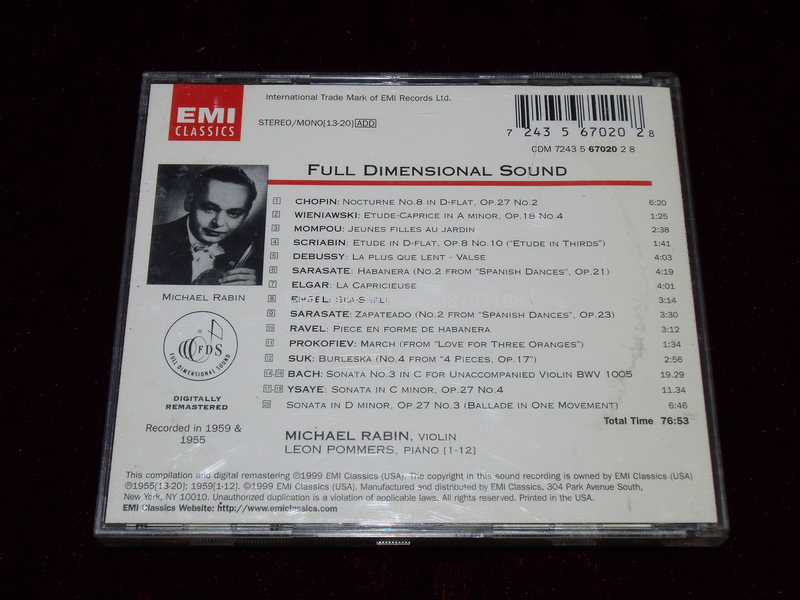 EMI
CLASSICS
International Trade Mark of EMI Records Ltd.
STEREO/MONO[13-20] ADD
7 243 5 67020 2 8
CDM 7243 5 67020 2 8
FULL DIMENSIONAL SOUND
1 CHOPIN: NOCTURNE NO.8 IN D-FLAT, OP.27 NO.2 6:20
2 WIENIAWSKI: ETUDE-CAPRICE IN A MINOR, OP.18 NO.4 1:25
3 MOMPOU: JEUNES FILLES AU JARDIN 2:38
4 SCRIABIN: ETUDE IN D-FLAT, OP.8 NO.10 ("ETUDE IN THIRDS") 1:41
5 DEBUSSY: LA PLUS QUE LENT - VALSE 4:03
6 SARASATE: HABANERA (NO.2 FROM "SPANISH DANCES", OP.21) 4:19
7 ELGAR: LA CAPRICIEUSE 4:01
8 ENGEL: SEA-SHELL 3:14
9 SARASATE: ZAPATEADO (NO.2 FROM "SPANISH DANCES", OP.23) 3:30
10 RAVEL: PIECE EN FORME DE HABANERA 3:12
11 PROKOFIEV: MARCH (FROM "LOVE FOR THREE ORANGES") 1:34
12 SUK: BURLESKA (NO.4 FROM "4 PIECES, OP.17") 2:56
BACH: SONATA NO.3 IN C FOR UNACCOMPANIED VIOLIN BWV 1005 19.29
YSAYE: SONATA IN C MINOR, OP.27 NO.4 11.34
20 SONATA IN D MINOR, OP.27 NO.3 (BALLADE IN ONE MOVEMENT) 6:46
Total Time 76:53
MICHAEL RABIN
FDS
FULL DIMENSIONAL SOUND
DIGITALLY
REMASTERED
Recorded in 1959 &
1955
MICHAEL RABIN, VIOLIN
LEON POMMERS, PIANO [1-12]
This compilation and digital remastering ℗1999 EMI Classics (USA). The copyright in this sound recording is owned by EMI Classics (USA)
℗1955[13-20]; 1959[1-12]. ©1999 EMI Classics (USA). Manufactured and distributed by EMI Classics, 304 Park Avenue South,
New York, NY 10010. Unauthorized duplication is a violation of applicable laws. All rights reserved. Printed in the USA.
EMI Classics Website: http://www.emiclassics.com